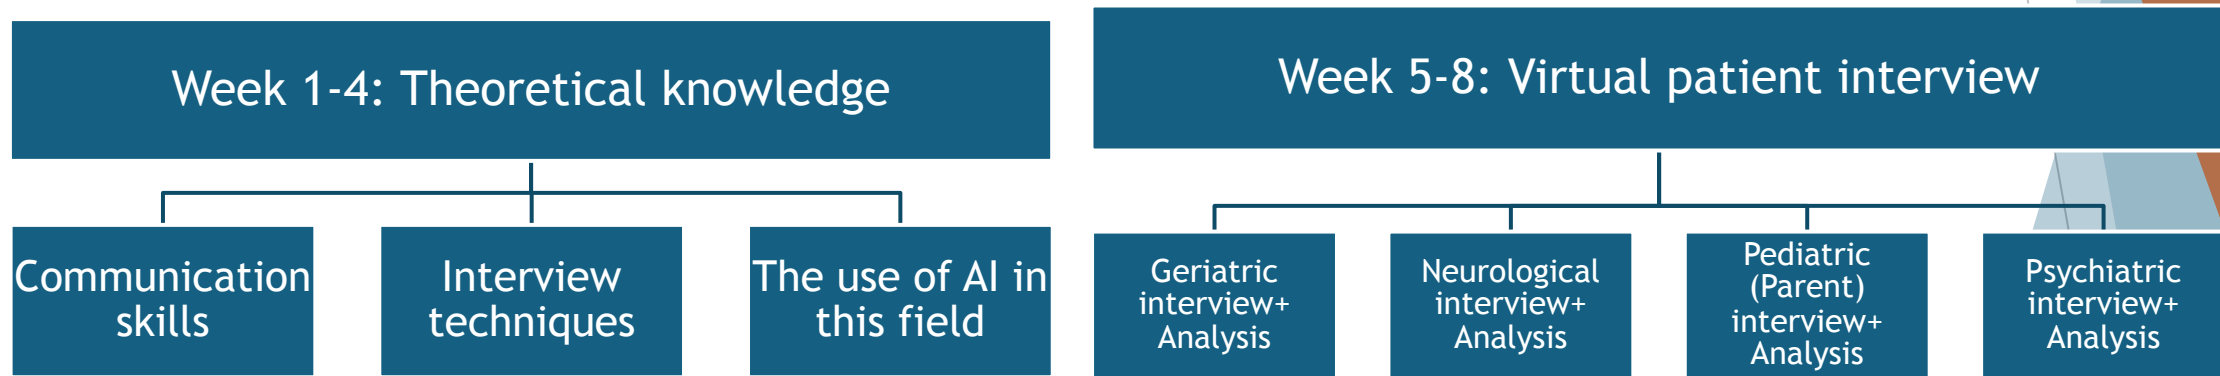 Week 1-4: Theoretical knowledge
Communication
skills
Interview
techniques
The use of AI in
this field
Week 5-8: Virtual patient interview
Geriatric
interview+
Analysis
Neurological
interview+
Analysis
Pediatric
(Parent)
interview+
Analysis
Psychiatric
interview+
Analysis